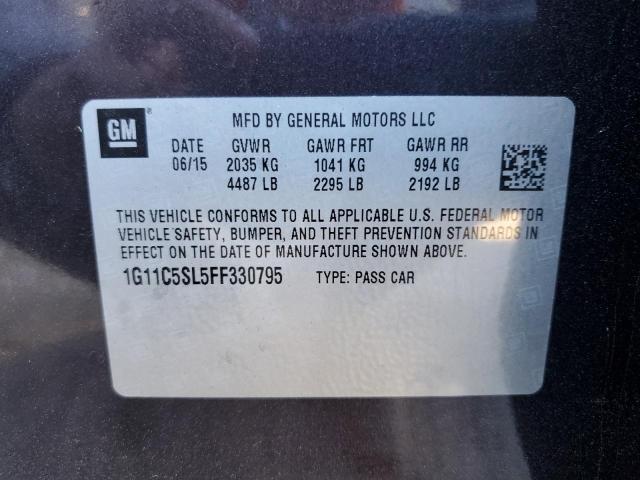 GM ® MFD BY GENERAL MOTORS LLC
DATE GVWR GAWR FRT GAWR RR
06/15 2035 KG 1041 KG 994 KG
4487 LB 2295 LB 2192 LB
THIS VEHICLE CONFORMS TO ALL APPLICABLE U.S. FEDERAL MOTOR
VEHICLE SAFETY, BUMPER, AND THEFT PREVENTION STANDARDS IN
EFFECT ON THE DATE OF MANUFACTURE SHOWN ABOVE.
1G11C5SL5FF330795 TYPE: PASS CAR